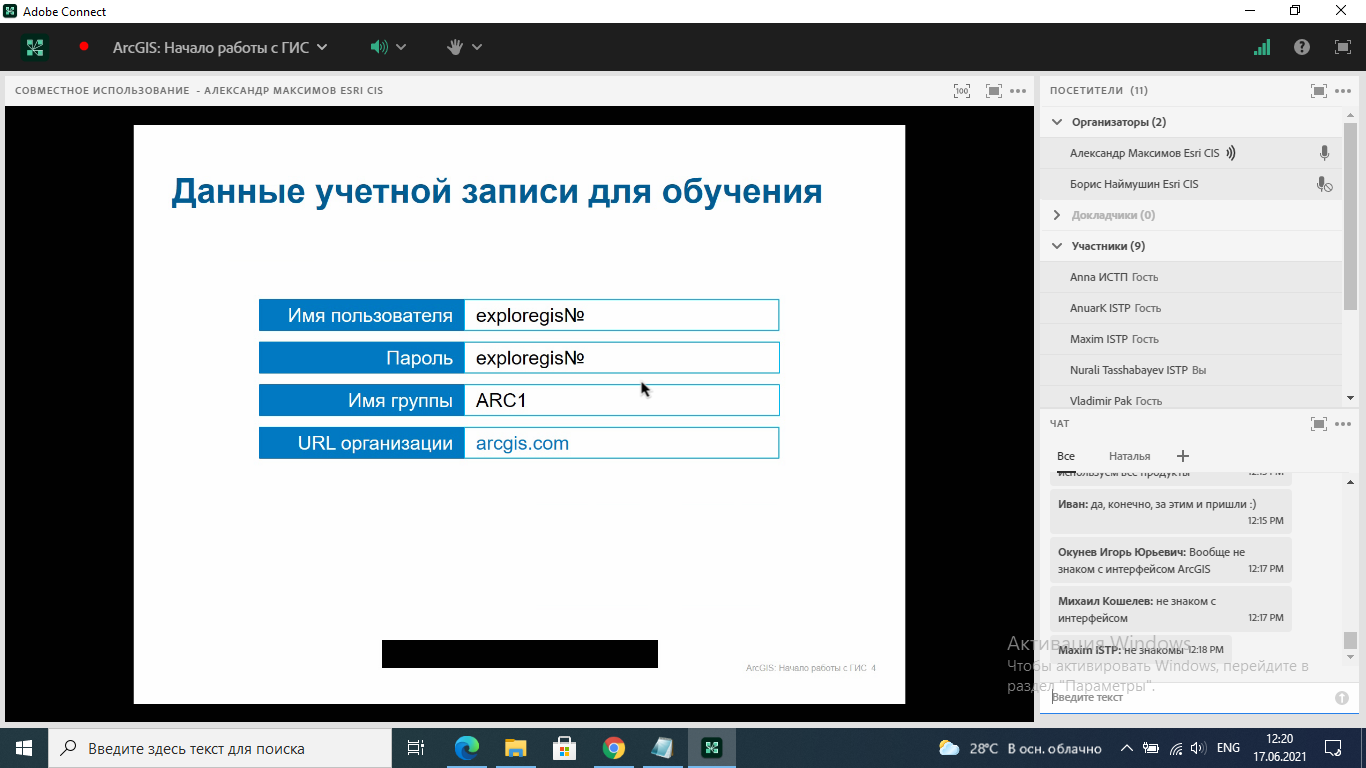 Adobe Connect
ArcGIS: Начало работы с ГИС
СОВМЕСТНОЕ ИСПОЛЬЗОВАНИЕ - АЛЕКСАНДР МАКСИМОВ ESRI CIS
100
Данные учетной записи для обучения
Имя пользователя exploregis№
Пароль exploregis№
Имя группы ARC1
URL организации arcgis.com
ArcGIS: Начало работы с ГИС 4
ПОСЕТИТЕЛИ (11)
Организаторы (2)
Александр Максимов Esri CIS
Борис Наймушин Esri CIS
Докладчики (0)
Участники (9)
Anna ИСТП Гость
AnuarK ISTP Гость
Maxim ISTP Гость
Nurali Tasshabayev ISTP Вы
Vladimir Pak Гость
ЧАТ
Все Наталья
используем все продукты
Иван: да, конечно, за этим и пришли :)
12:15 PM
Окунев Игорь Юрьевич: Вообще не
знаком с интерфейсом ArcGIS 12:17 PM
Михаил Кошелев: не знаком с
интерфейсом 12:17 PM
Maxim ISTP: не знакомы 12:18 PM
Активация Windows
Чтобы активировать Windows, перейдите в
раздел "Параметры".
Введите текст
Введите здесь текст для поиска
28°C В осн. облачно
ENG
12:20
17.06.2021